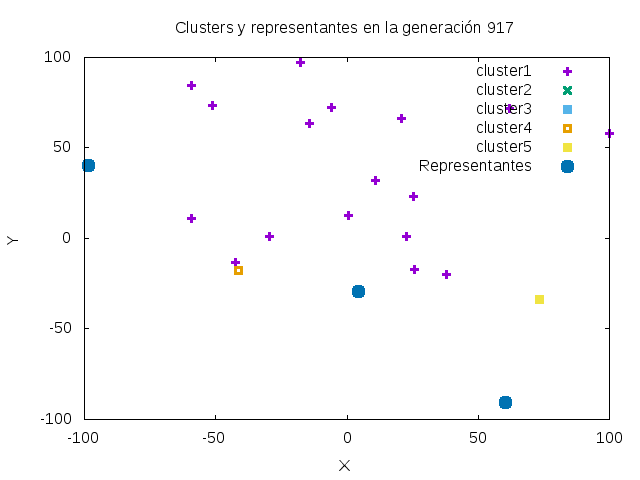 Clusters y representantes en la generación 917
100
50
0
-50
-100
-100
-50
0
50
100
Y
X
cluster1
cluster2
cluster3
cluster4
cluster5
Representantes